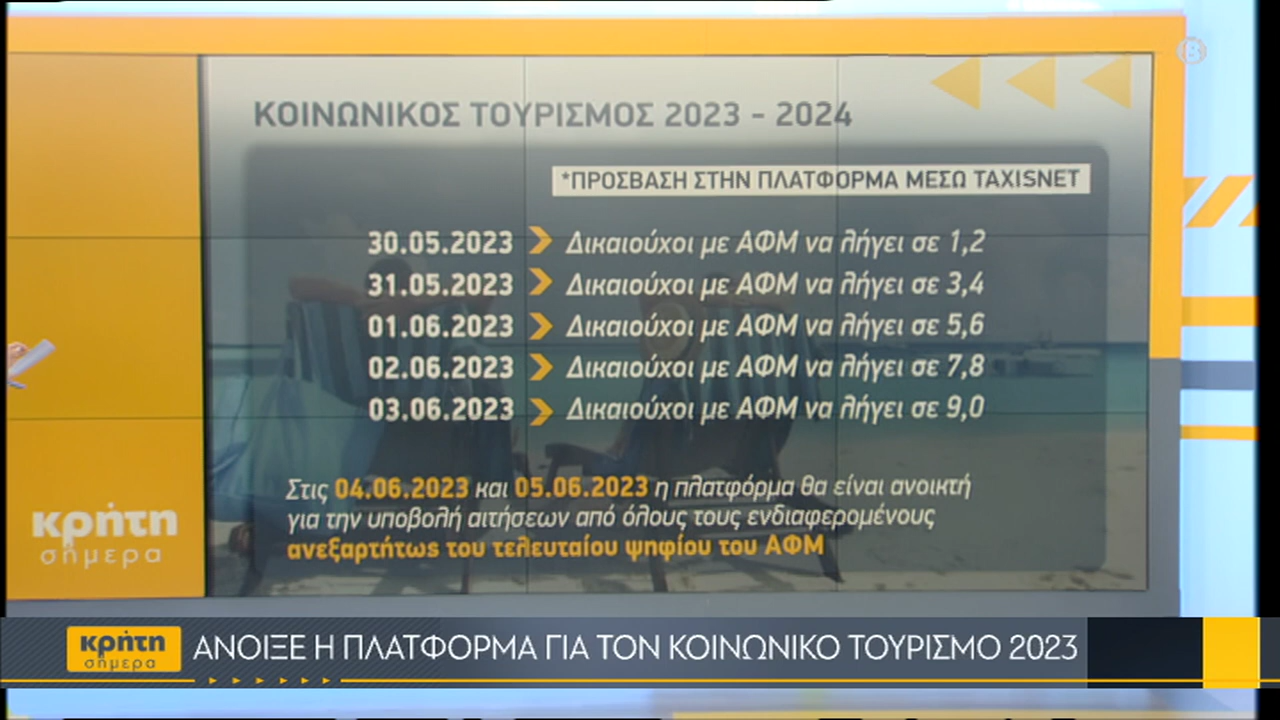 ΚΟΙΝΩΝΙΚΟΣ ΤΟΥΡΙΣΜΟΣ 2023 - 2024
*ΠΡΟΣΒΑΣΗ ΣΤΗΝ ΠΛΑΤΦΟΡΜΑ ΜΕΣΩ TAXISNET
30.05.2023 Δικαιούχοι με ΑΦΜ να λήγει σε 1,2
31.05.2023 Δικαιούχοι με ΑΦΜ να λήγει σε 3,4
01.06.2023 Δικαιούχοι με ΑΦΜ να λήγει σε 5,6
02.06.2023 Δικαιούχοι με ΑΦΜ να λήγει σε 7,8
03.06.2023 Δικαιούχοι με ΑΦΜ να λήγει σε 9,0
Στις 04.06.2023 και 05.06.2023 η πλατφόρμα θα είναι ανοικτή
για την υποβολή αιτήσεων από όλους τους ενδιαφερομένους
ανεξαρτήτως του τελευταίου ψηφίου του ΑΦΜ
κρήτη
σήμερα
κρήτη
σήμερα
ΑΝΟΙΞΕ Η ΠΛΑΤΦΟΡΜΑ ΓΙΑ ΤΟΝ ΚΟΙΝΩΝΙΚΟ ΤΟΥΡΙΣΜΟ 2023